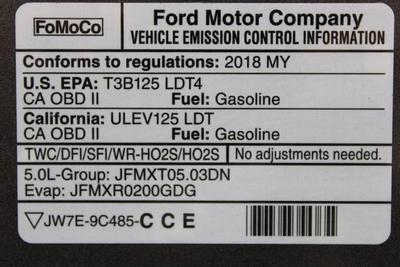 FoMoCo
Ford Motor Company
VEHICLE EMISSION CONTROL INFORMATION
Conforms to regulations: 2018 MY
U.S. EPA: T3B125 LDT4
CA OBD II Fuel: Gasoline
California: ULEV125 LDT
CA OBD II Fuel: Gasoline
TWC/DFI/SFI/WR-HO2S/HO2S No adjustments needed.
5.0L-Group: JFMXT05.03DN
Evap: JFMXR0200GDG
JW7E-9C485-CCE